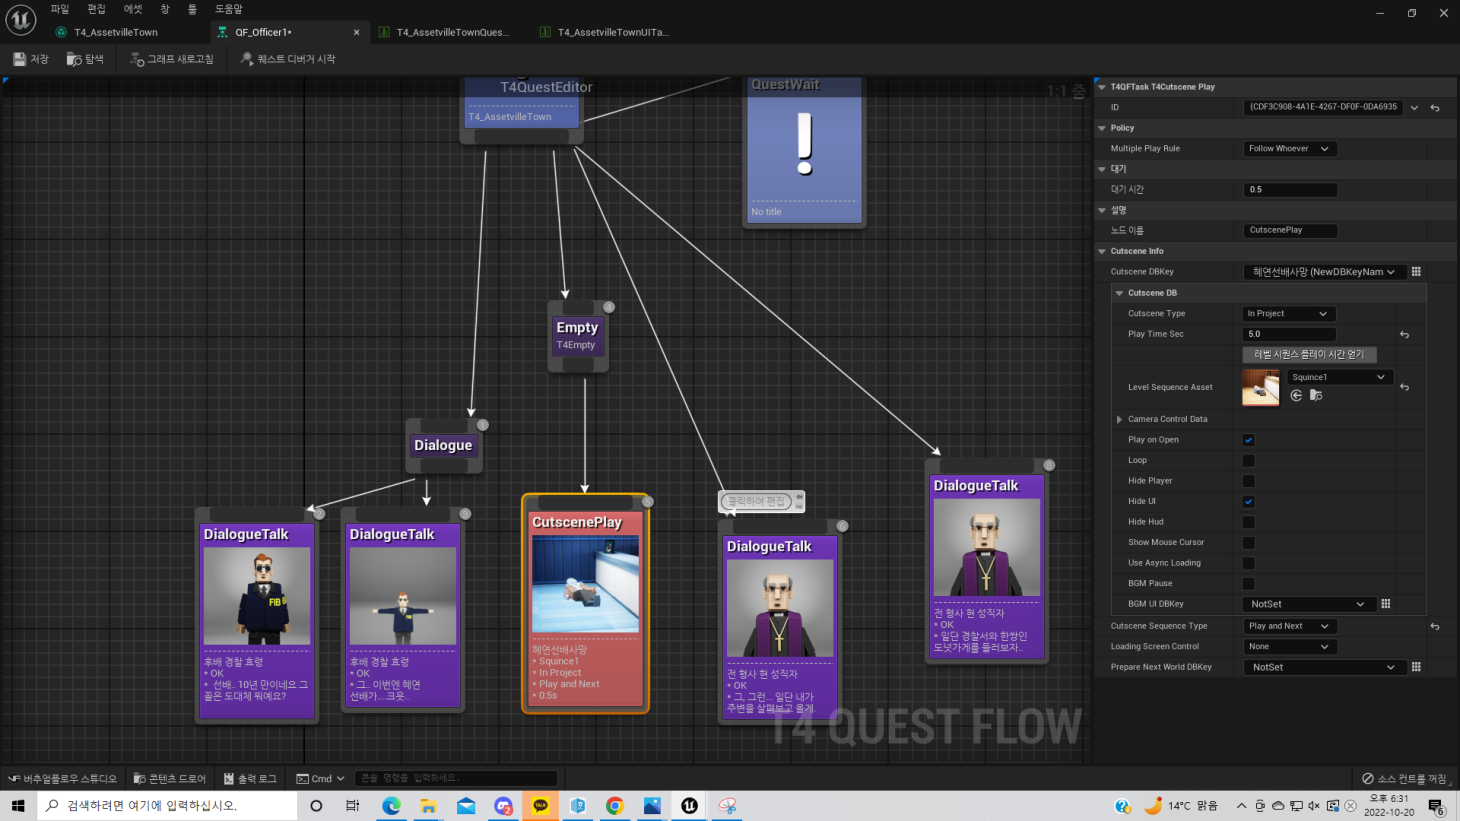 파일 편집 에셋 창 툴 도움말
T4_AssetvilleTown
QF_Officer1*
T4_AssetvilleTownQues...
T4_AssetvilleTownUITa...
저장 탐색 그래프 새로고침 퀘스트 디버거 시작
T4QuestEditor
T4_AssetvilleTown
QuestWait
No title
1:1 줌
Empty
T4Empty
4
Dialogue
1
DialogueTalk
2
FIB
후배 경찰 효령
• OK
• 선배.. 10년 만이네요 그
꼴은 도대체 뭐예요?
DialogueTalk
3
후배 경찰 효령
• OK
• 그.. 이번엔 혜연
선배가....크읏..
CutscenePlay
5
혜연선배사망
• Squince1
• In Project
• Play and Next
• 0.5s
클릭하여 편집
DialogueTalk
6
전 형사 현 성직자
• OK
• 그, 그런... 일단 내가
주변을 살펴보고 올게.
DialogueTalk
8
전 형사 현 성직자
• OK
• 일단 경찰서와 한쌍인
도넛가게를 들러보자..
T4 QUEST FLOW
T4QFTask T4Cutscene Play
ID {CDF3C908-4A1E-4267-DF0F-0DA6935
Policy
Multiple Play Rule Follow Whoever
대기
대기 시간 0.5
설명
노드 이름 CutscenePlay
Cutscene Info
Cutscene DBKey 혜연선배사망 (NewDBKeyNam
Cutscene DB
Cutscene Type In Project
Play Time Sec 5.0
레벨 시퀀스 플레이 시간 얻기
Level Sequence Asset Squince1
Camera Control Data
Play on Open
Loop
Hide Player
Hide UI
Hide Hud
Show Mouse Cursor
Use Async Loading
BGM Pause
BGM UI DBKey NotSet
Cutscene Sequence Type Play and Next
Loading Screen Control None
Prepare Next World DBKey NotSet
버추얼플로우 스튜디오 콘텐츠 드로어 출력 로그 Cmd 콘솔 명령을 입력하세요. 소스 컨트롤 꺼짐
검색하려면 여기에 입력하십시오.
2
TALK
14°C 맑음
오후 6:31
2022-10-20
6